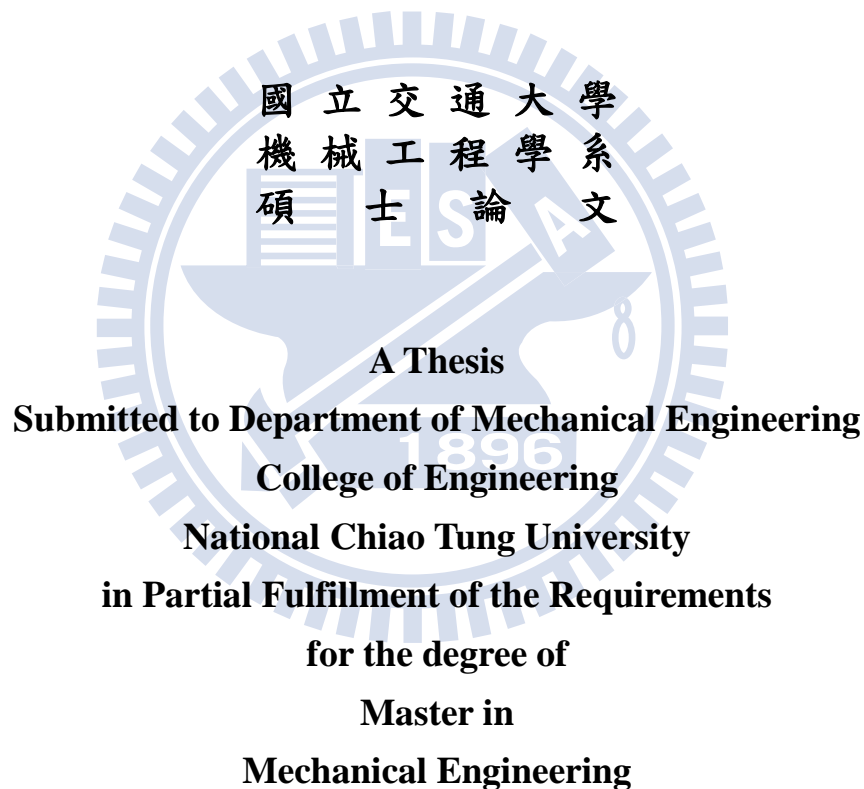 國立交通大學
機械工程學系
碩士論文
ESA
A Thesis
Submitted to Department of Mechanical Engineering
1896
College of Engineering
National Chiao Tung University
in Partial Fulfillment of the Requirements
for the degree of
Master in
Mechanical Engineering